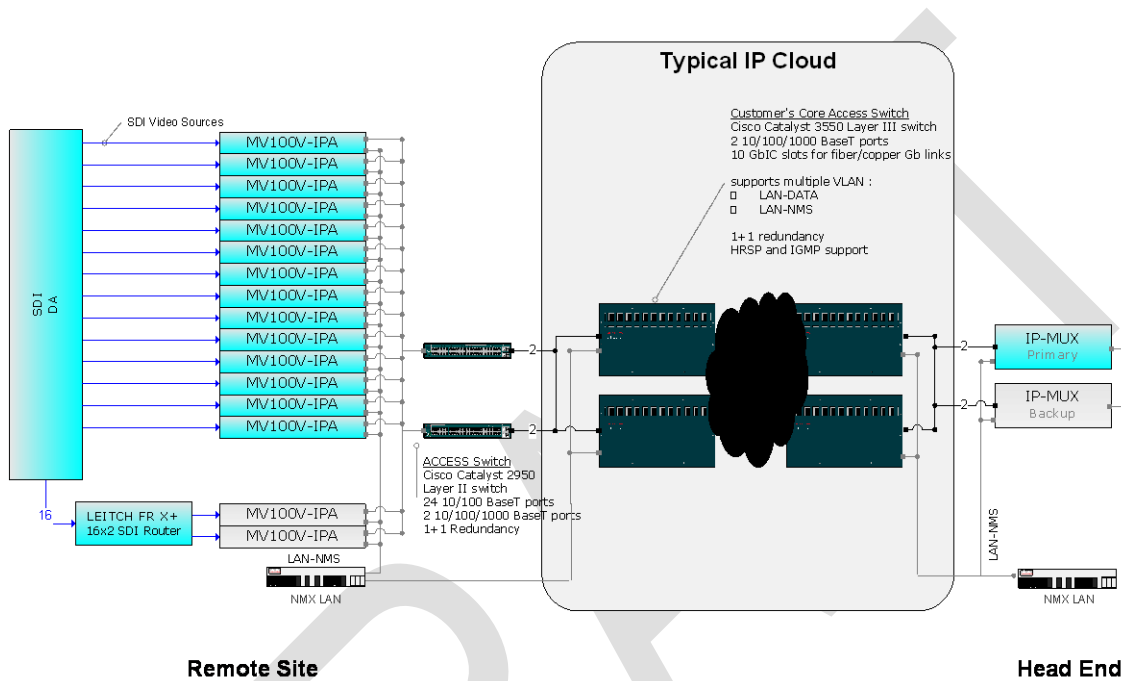 Typical IP Cloud
SDI Video Sources
Customer's Core Access Switch
Cisco Catalyst 3550 Layer III switch
2 10/100/1000 BaseT ports
10 GbIC slots for fiber/copper Gb links
supports multiple VLAN :
LAN-DATA
LAN-NMS
1+1 redundancy
HRSP and IGMP support
SDI
DA
MV100V-IPA
MV100V-IPA
MV100V-IPA
MV100V-IPA
MV100V-IPA
MV100V-IPA
MV100V-IPA
MV100V-IPA
MV100V-IPA
MV100V-IPA
MV100V-IPA
MV100V-IPA
MV100V-IPA
MV100V-IPA
2
2
2
2
IP-MUX
Primary
IP-MUX
Backup
ACCESS Switch
Cisco Catalyst 2950
Layer II switch
24 10/100 BaseT ports
2 10/100/1000 BaseT ports
1+1 Redundancy
16
LEITCH FR X+
16x2 SDI Router
MV100V-IPA
MV100V-IPA
LAN-NMS
NMX LAN
LAN-NMS
NMX LAN
Remote Site
Head End